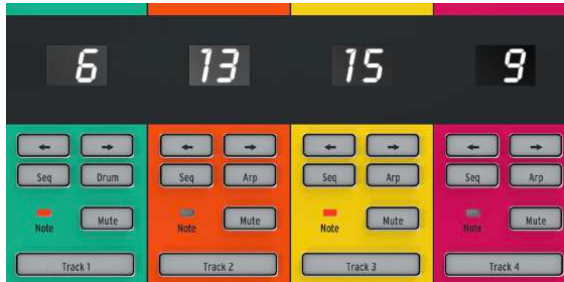 6 13 15 9
← → ← → ← → ← →
Seq Drum Seq Arp Seq Arp Seq Arp
Note Mute Note Mute Note Mute Note Mute
Track 1 Track 2 Track 3 Track 4